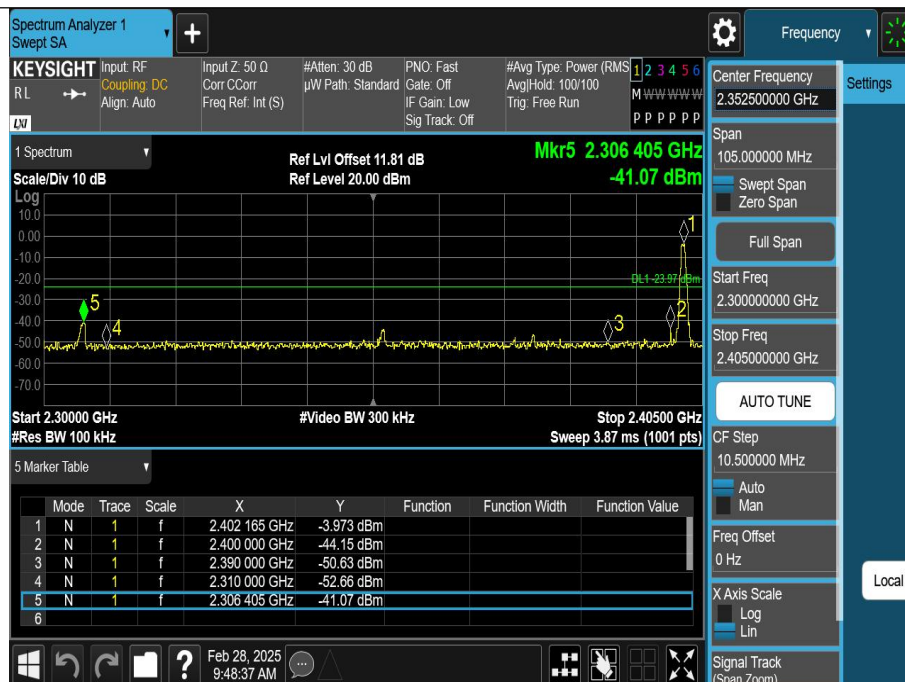 Spectrum Analyzer 1
Swept SA
+
Frequency
KEYSIGHT
RL
LXI
Input: RF
Coupling: DC
Align: Auto
Input Z: 50 Ω
Corr CCorr
Freq Ref: Int (S)
#Atten: 30 dB
µW Path: Standard
PNO: Fast
Gate: Off
IF Gain: Low
Sig Track: Off
#Avg Type: Power (RMS
Avg|Hold: 100/100
Trig: Free Run
1 2 3 4 5 6
M W W W W W
P P P P P P
1 Spectrum
Scale/Div 10 dB
Ref Lvl Offset 11.81 dB
Ref Level 20.00 dBm
Mkr5 2.306 405 GHz
-41.07 dBm
Log
10.0
0.00
-10.0
-20.0
-30.0
-40.0
-50.0
-60.0
-70.0
1
DL1 -23.97 dBm
5
4
3
2
Start 2.30000 GHz
#Video BW 300 kHz
Stop 2.40500 GHz
#Res BW 100 kHz
Sweep 3.87 ms (1001 pts)
5 Marker Table
Mode Trace Scale X Y Function Function Width Function Value
1 N 1 f 2.402 165 GHz -3.973 dBm
2 N 1 f 2.400 000 GHz -44.15 dBm
3 N 1 f 2.390 000 GHz -50.63 dBm
4 N 1 f 2.310 000 GHz -52.66 dBm
5 N 1 f 2.306 405 GHz -41.07 dBm
6
?
Feb 28, 2025
9:48:37 AM
Center Frequency
2.352500000 GHz
Settings
Span
105.000000 MHz
Swept Span
Zero Span
Full Span
Start Freq
2.300000000 GHz
Stop Freq
2.405000000 GHz
AUTO TUNE
CF Step
10.500000 MHz
Auto
Man
Freq Offset
0 Hz
Local
X Axis Scale
Log
Lin
Signal Track
(Span Zoom)